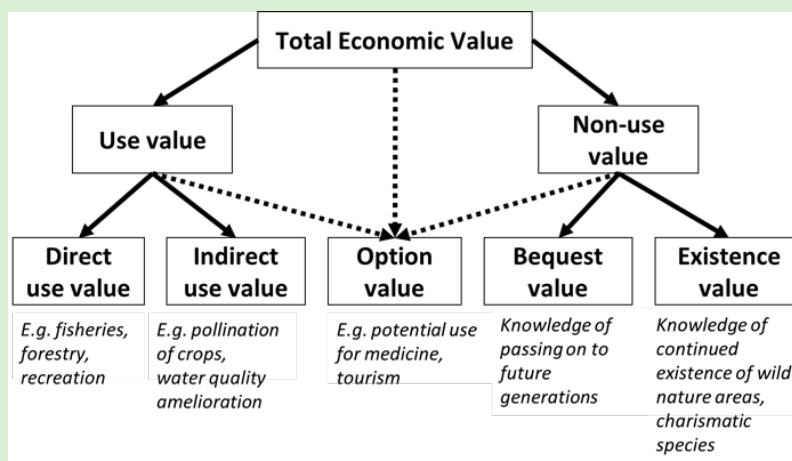 Total Economic Value
Use value
Non-use
value
Direct
use value
Indirect
use value
Option
value
Bequest
value
Existence
value
E.g. fisheries,
forestry,
recreation
E.g. pollination
of crops,
water quality
amelioration
E.g. potential use
for medicine,
tourism
Knowledge of
passing on to
future
generations
Knowledge of
continued
existence of wild
nature areas,
charismatic
species